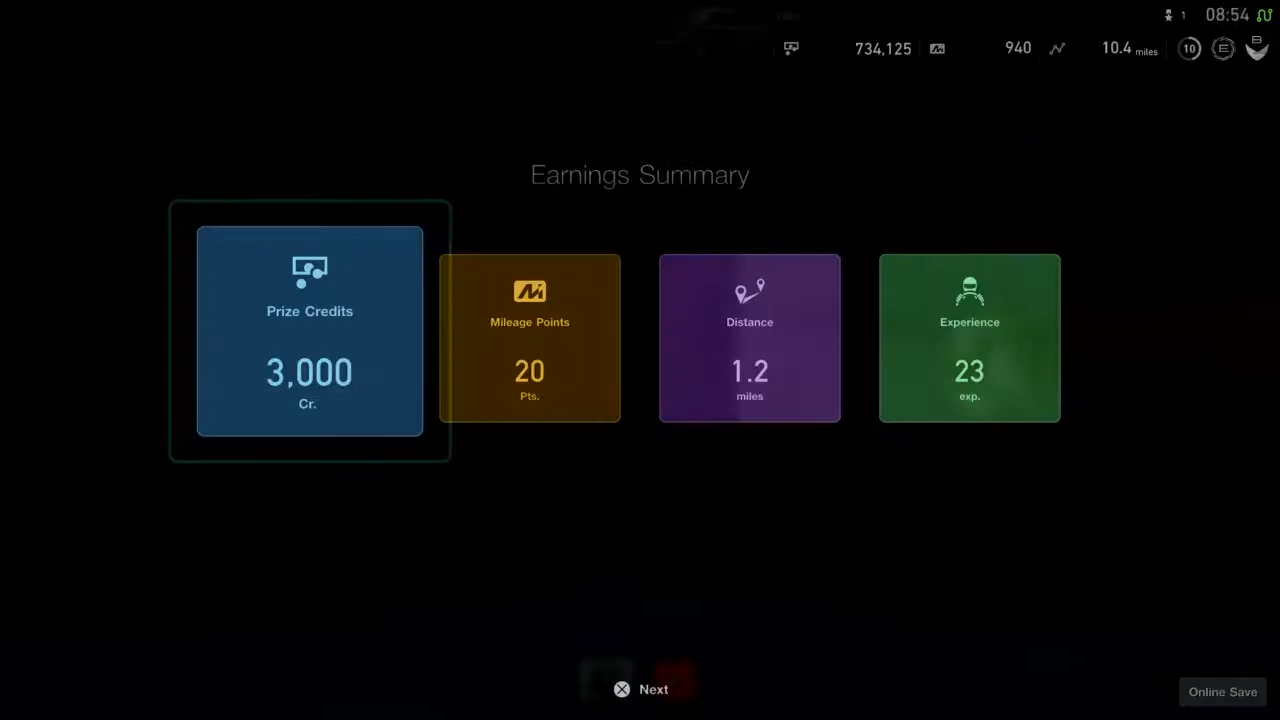 1 08:54
734,125 940 10.4 miles 10 E B
Earnings Summary
Prize Credits
3,000
Cr.
Mileage Points
20
Pts.
Distance
1.2
miles
Experience
23
exp.
Next
Online Save